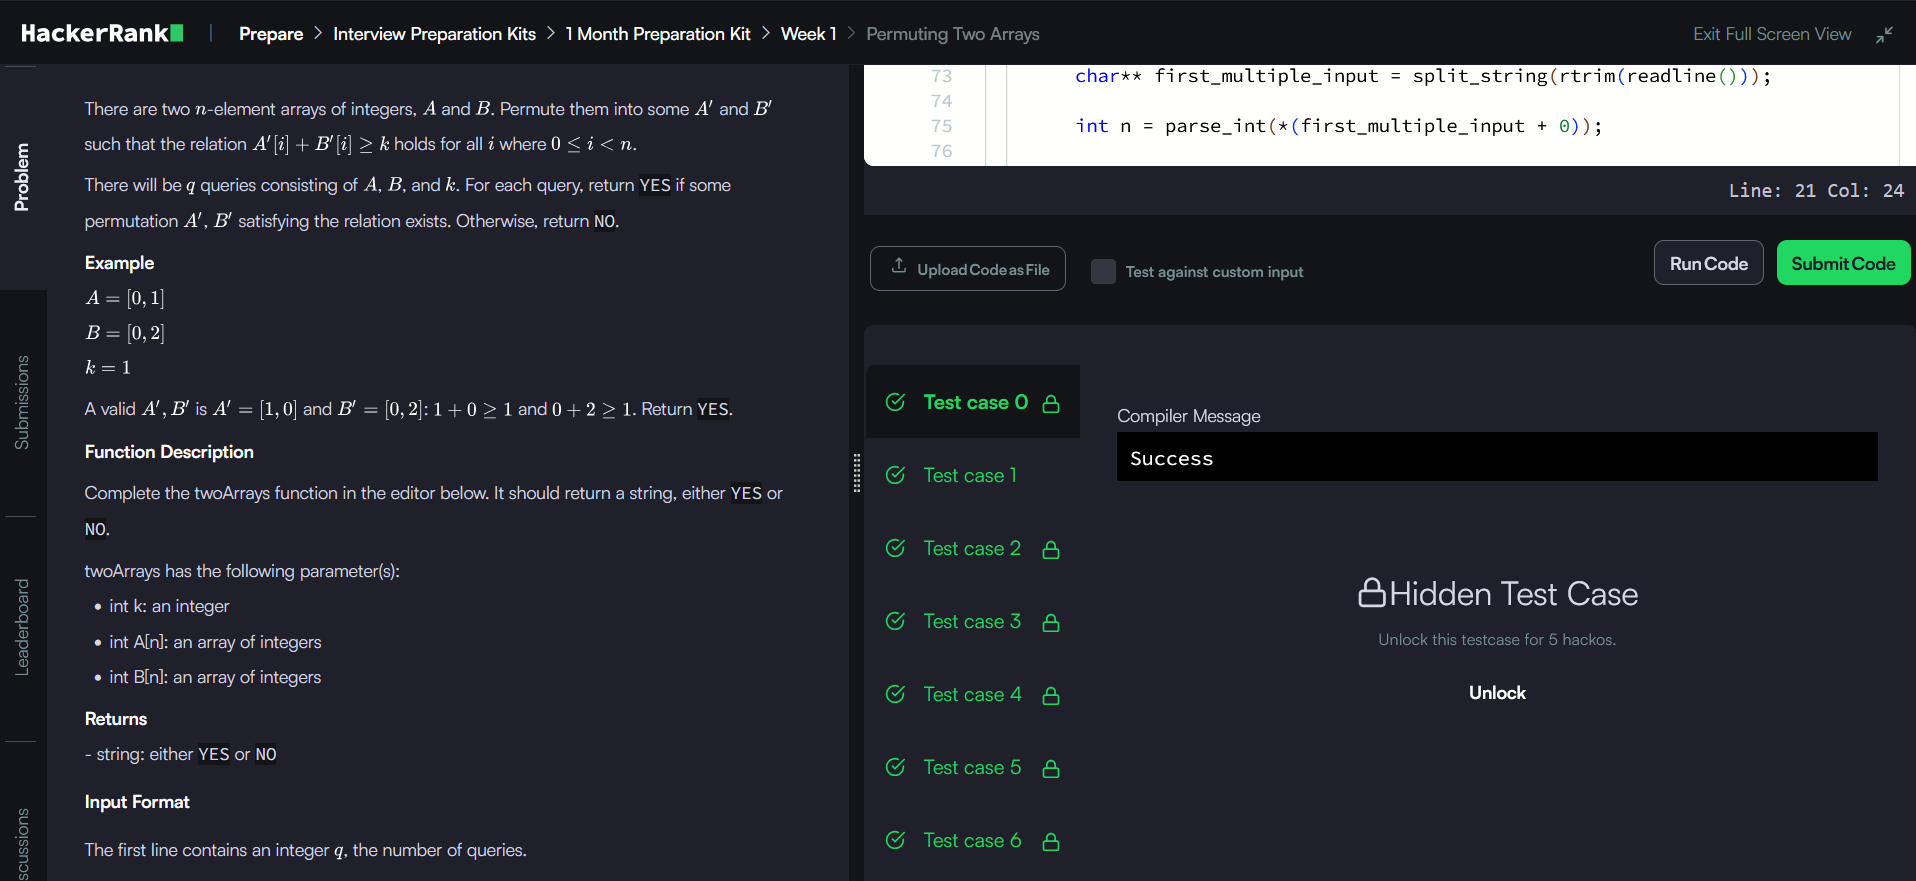 HackerRank | Prepare > Interview Preparation Kits > 1 Month Preparation Kit > Week 1 > Permuting Two Arrays
Exit Full Screen View
Problem
Submissions
Leaderboard
scussions
There are two n-element arrays of integers, A and B. Permute them into some A′ and B′
such that the relation A′[i] + B′[i] ≥ k holds for all i where 0 ≤ i < n.
There will be q queries consisting of A, B, and k. For each query, return YES if some
permutation A′, B′ satisfying the relation exists. Otherwise, return NO.
Example
A = [0, 1]
B = [0, 2]
k = 1
A valid A′, B′ is A′ = [1, 0] and B′ = [0, 2]: 1 + 0 ≥ 1 and 0 + 2 ≥ 1. Return YES.
Function Description
Complete the twoArrays function in the editor below. It should return a string, either YES or
NO.
twoArrays has the following parameter(s):
• int k: an integer
• int A[n]: an array of integers
• int B[n]: an array of integers
Returns
- string: either YES or NO
Input Format
The first line contains an integer q, the number of queries.
73 char** first_multiple_input = split_string(rtrim(readline()));
74
75 int n = parse_int(*(first_multiple_input + 0));
76
Line: 21 Col: 24
Upload Code as File
Test against custom input
Run Code
Submit Code
Test case 0
Test case 1
Test case 2
Test case 3
Test case 4
Test case 5
Test case 6
Compiler Message
Success
Hidden Test Case
Unlock this testcase for 5 hackos.
Unlock